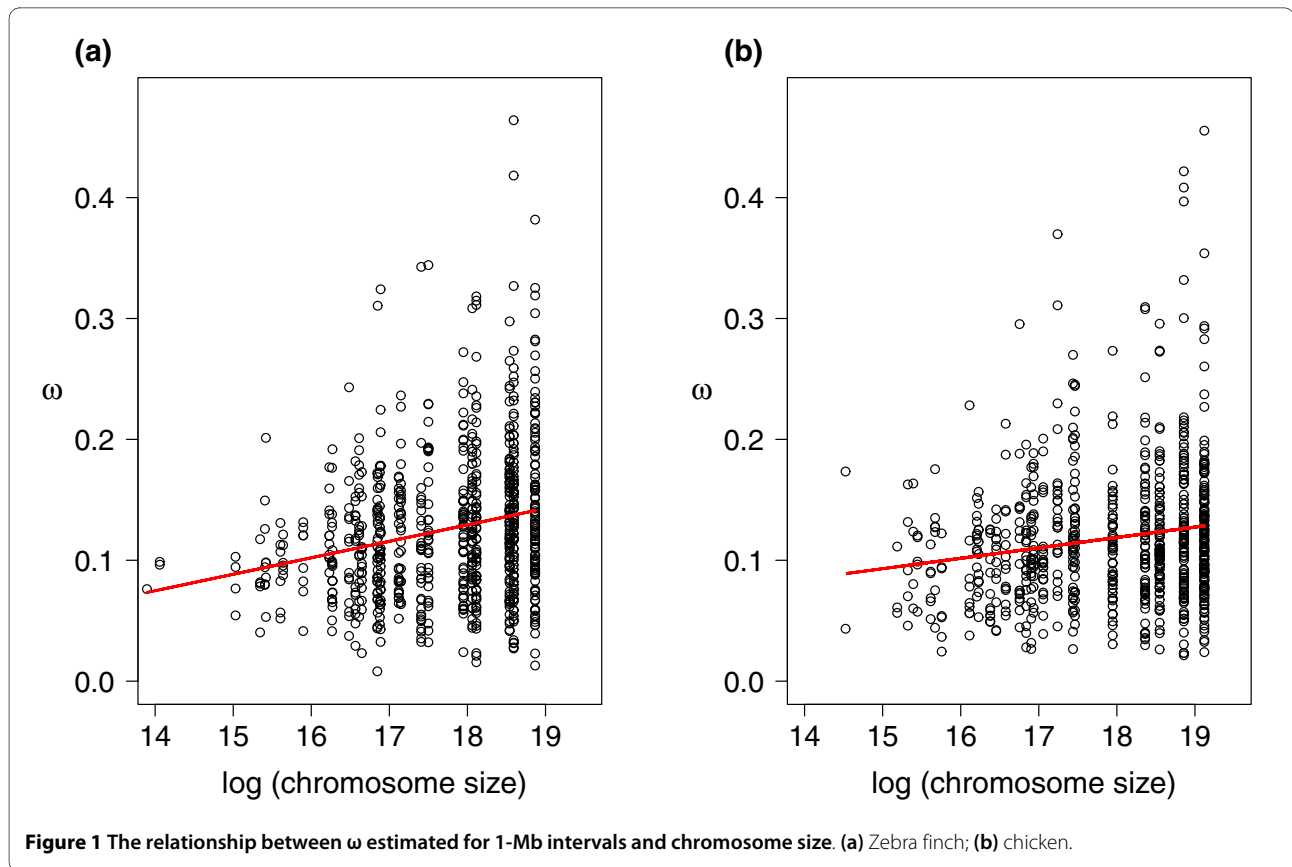 (a)
(b)
0.4
0.3
ω
0.2
0.1
0.0
14 15 16 17 18 19
log (chromosome size)
0.4
0.3
ω
0.2
0.1
0.0
14 15 16 17 18 19
log (chromosome size)
Figure 1 The relationship between ω estimated for 1-Mb intervals and chromosome size. (a) Zebra finch; (b) chicken.